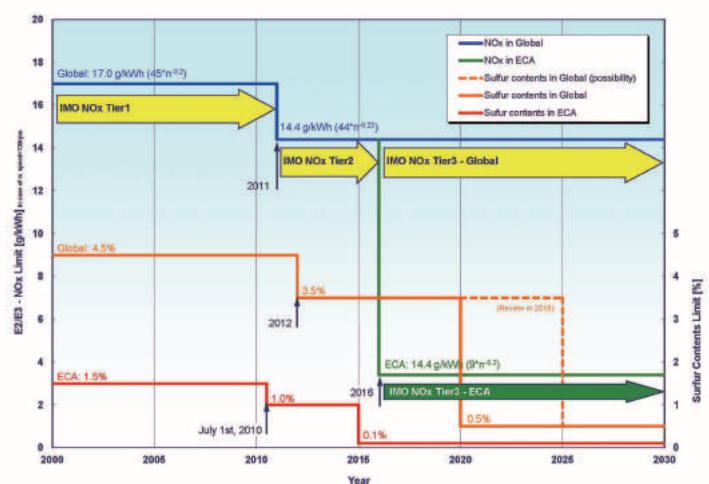 NOx in Global
NOx in ECA
Sulfur contents in Global (possibility)
Sulfur contents in Global
Sufur contents in ECA
Global: 17.0 g/kWh (45*n-0.2)
IMO NOx Tier1
14.4 g/kWh (44*n-0.23)
IMO NOx Tier2
IMO NOx Tier3 - Global
2011
Global: 4.5%
3.5%
2012
(Review in 2018)
ECA: 14.4 g/kWh (9*n-0.2)
ECA: 1.5%
1.0%
2016
IMO NOx Tier3 - ECA
July 1st, 2010
0.1%
0.5%
E2/E3 - NOx Limit [g/kWh]
20
18
16
14
12
10
8
6
4
2
0
Surfur Contents Limit [%]
5
4
3
2
1
0
2000
2005
2010
2015
2020
2025
2030
Year